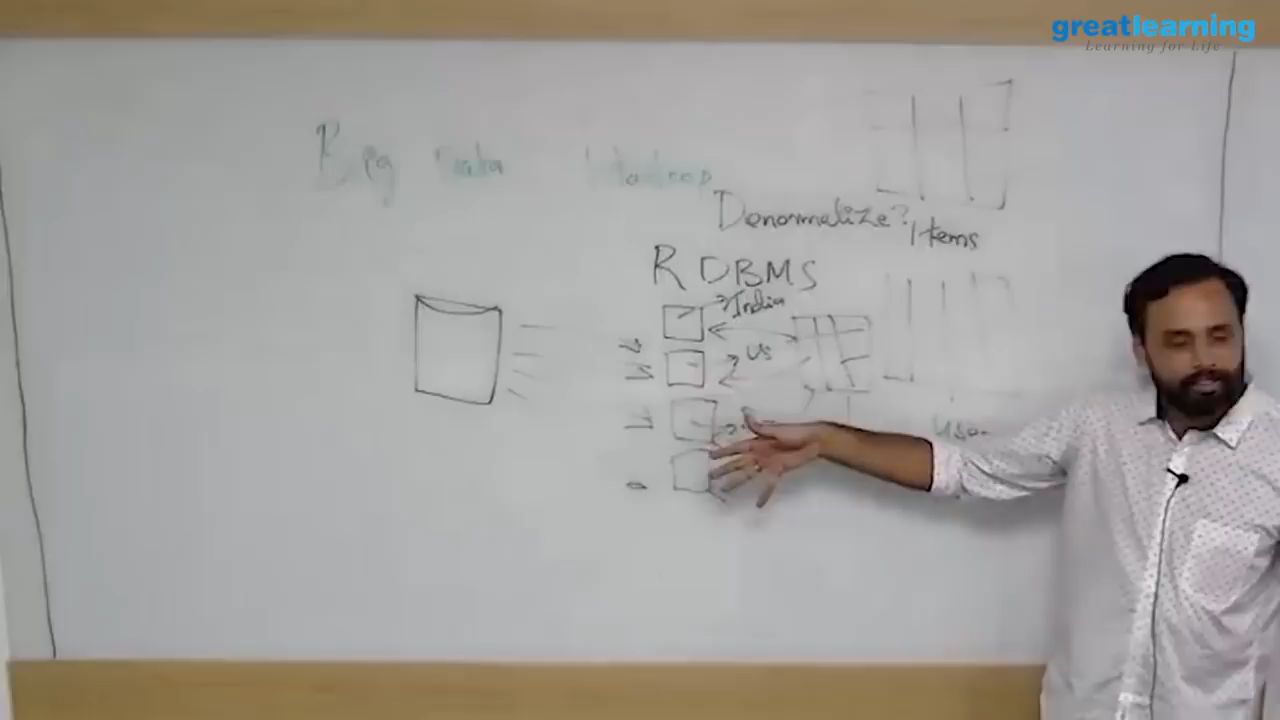 greatlearning
Learning for Life
Big Data Hadoop
Denormalize?
Items
RDBMS
India
US